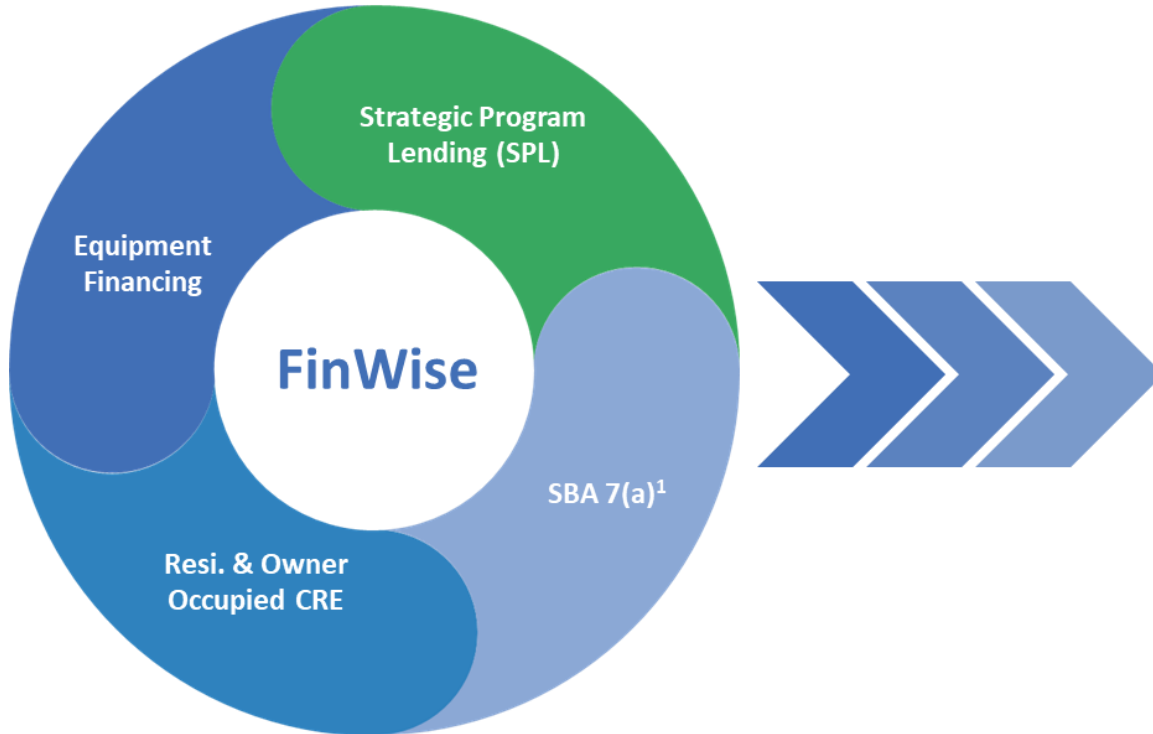 Strategic Program
Lending (SPL)
Equipment
Financing
FinWise
SBA 7(a)¹
Resi. & Owner
Occupied CRE